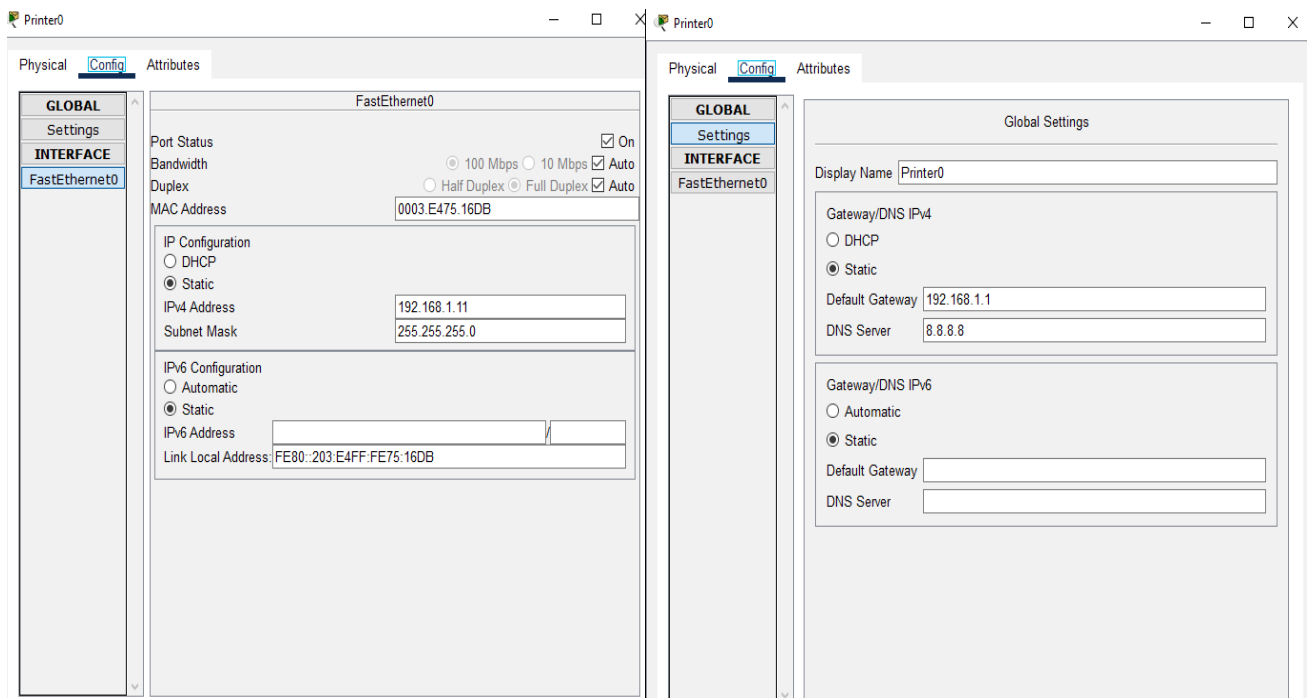 Printer0
Physical Config Attributes
GLOBAL
Settings
INTERFACE
FastEthernet0
FastEthernet0
Port Status On
Bandwidth 100 Mbps 10 Mbps Auto
Duplex Half Duplex Full Duplex Auto
MAC Address 0003.E475.16DB
IP Configuration
DHCP
Static
IPv4 Address 192.168.1.11
Subnet Mask 255.255.255.0
IPv6 Configuration
Automatic
Static
IPv6 Address /
Link Local Address: FE80::203:E4FF:FE75:16DB
Printer0
Physical Config Attributes
GLOBAL
Settings
INTERFACE
FastEthernet0
Global Settings
Display Name Printer0
Gateway/DNS IPv4
DHCP
Static
Default Gateway 192.168.1.1
DNS Server 8.8.8.8
Gateway/DNS IPv6
Automatic
Static
Default Gateway
DNS Server